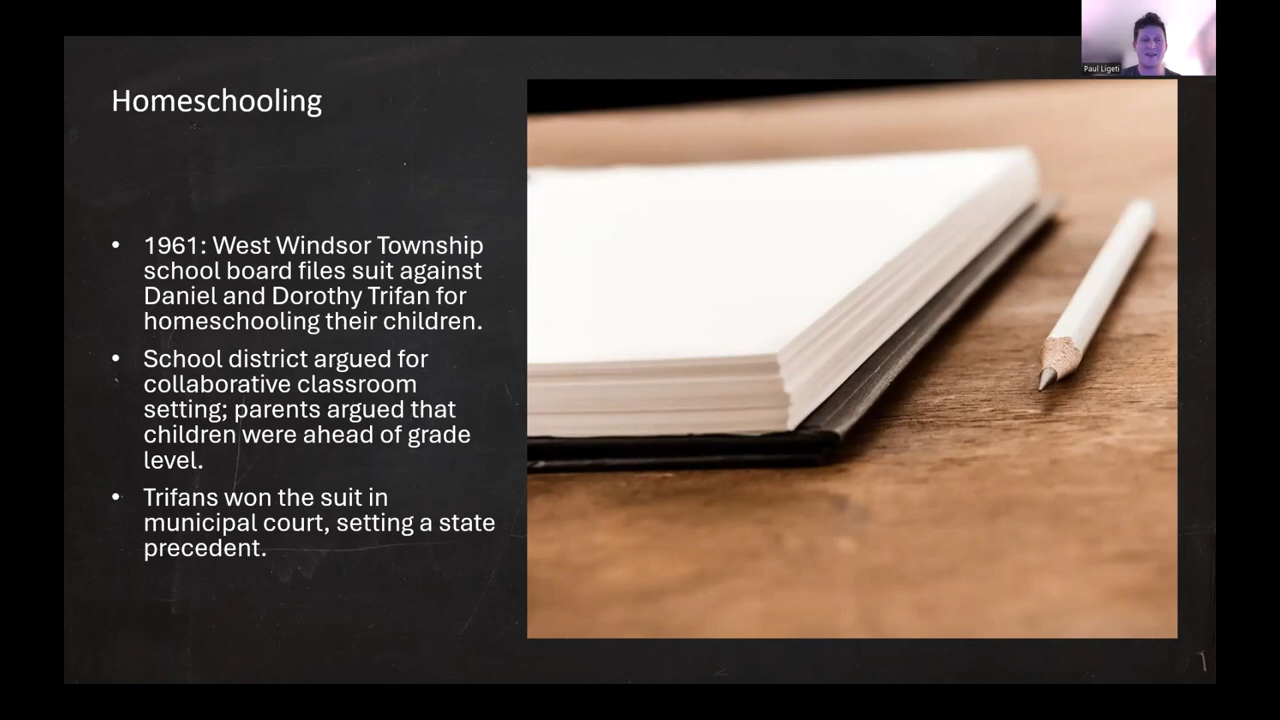 Paul Ligeti
Homeschooling
• 1961: West Windsor Township
school board files suit against
Daniel and Dorothy Trifan for
homeschooling their children.
• School district argued for
collaborative classroom
setting; parents argued that
children were ahead of grade
level.
• Trifans won the suit in
municipal court, setting a state
precedent.